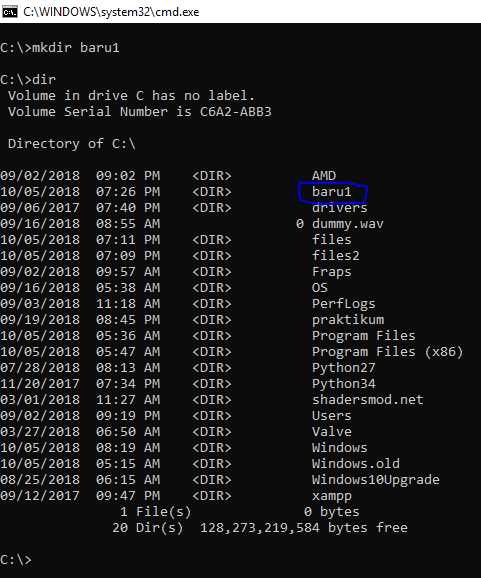 C:\WINDOWS\system32\cmd.exe
C:\>mkdir baru1
C:\>dir
Volume in drive C has no label.
Volume Serial Number is C6A2-ABB3
Directory of C:\
09/02/2018 09:02 PM <DIR> AMD
10/05/2018 07:26 PM <DIR> baru1
09/06/2017 07:40 PM <DIR> drivers
09/16/2018 08:55 AM 0 dummy.wav
10/05/2018 07:11 PM <DIR> files
10/05/2018 07:09 PM <DIR> files2
09/02/2018 09:57 AM <DIR> Fraps
09/16/2018 05:38 AM <DIR> OS
09/03/2018 11:18 AM <DIR> PerfLogs
09/19/2018 08:45 PM <DIR> praktikum
10/05/2018 05:36 AM <DIR> Program Files
10/05/2018 05:47 AM <DIR> Program Files (x86)
07/28/2018 08:13 AM <DIR> Python27
11/20/2017 07:34 PM <DIR> Python34
03/01/2018 11:27 AM <DIR> shadersmod.net
09/02/2018 09:19 PM <DIR> Users
03/27/2018 06:50 AM <DIR> Valve
10/05/2018 08:19 AM <DIR> Windows
10/05/2018 05:15 AM <DIR> Windows.old
08/25/2018 06:15 AM <DIR> Windows10Upgrade
09/12/2017 09:47 PM <DIR> xampp
1 File(s) 0 bytes
20 Dir(s) 128,273,219,584 bytes free
C:\>